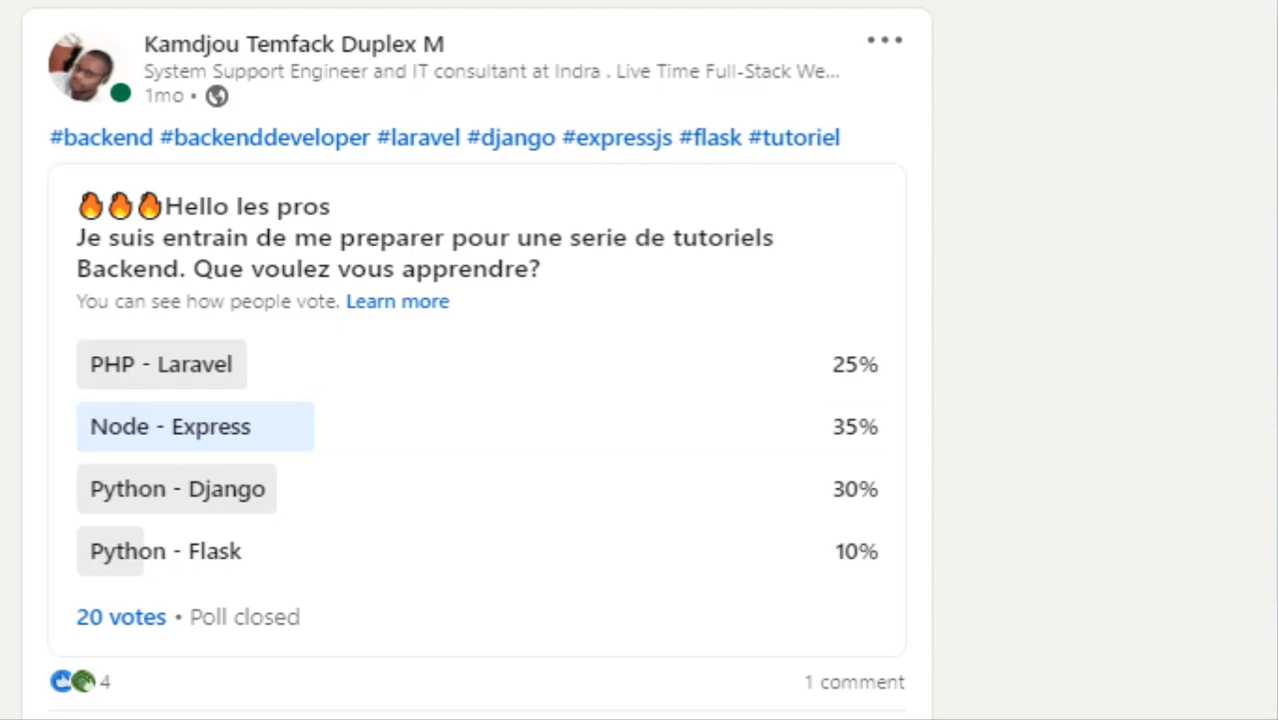 Kamdjou Temfack Duplex M
System Support Engineer and IT consultant at Indra . Live Time Full-Stack We...
1mo •
#backend #backenddeveloper #laravel #django #expressjs #flask #tutoriel
🔥🔥🔥Hello les pros
Je suis entrain de me preparer pour une serie de tutoriels
Backend. Que voulez vous apprendre?
You can see how people vote. Learn more
PHP - Laravel 25%
Node - Express 35%
Python - Django 30%
Python - Flask 10%
20 votes • Poll closed
4 1 comment